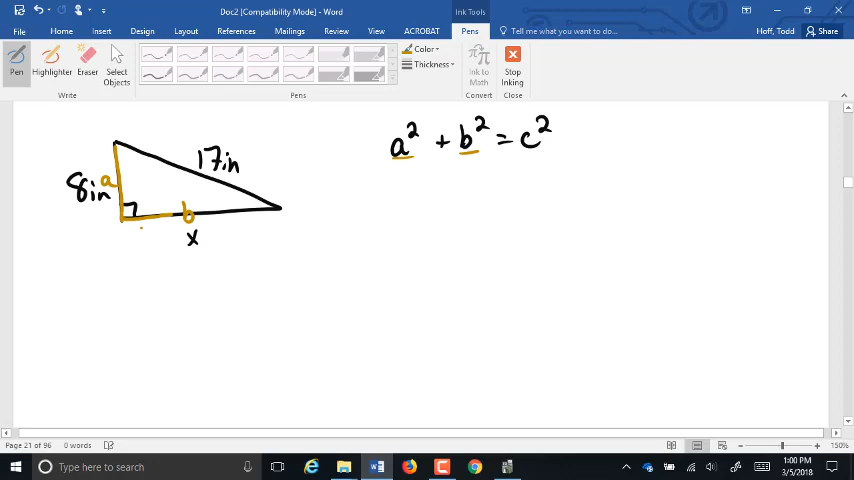 Doc2 [Compatibility Mode] - Word
Ink Tools
Hoff, Todd
Share
File Home Insert Draw Design Layout References Mailings Review View ACROBAT Pens Tell me what you want to do...
Pen Highlighter Eraser Select Objects
Color
Thickness
Ink to Math
Stop Inking
Write Pens Convert Close
a² + b² = c²
17in
8in a
b
x
Page 21 of 96 0 words
150%
Type here to search
1:00 PM
3/5/2018